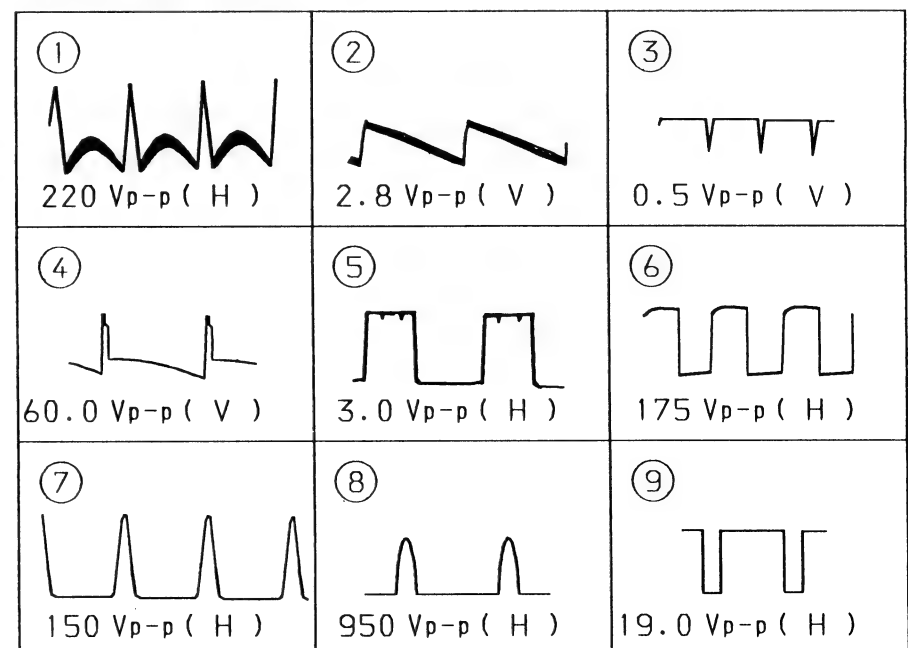 ① ② ③
220 Vp-p ( H ) 2.8 Vp-p ( V ) 0.5 Vp-p ( V )
④ ⑤ ⑥
60.0 Vp-p ( V ) 3.0 Vp-p ( H ) 175 Vp-p ( H )
⑦ ⑧ ⑨
150 Vp-p ( H ) 950 Vp-p ( H ) 19.0 Vp-p ( H )